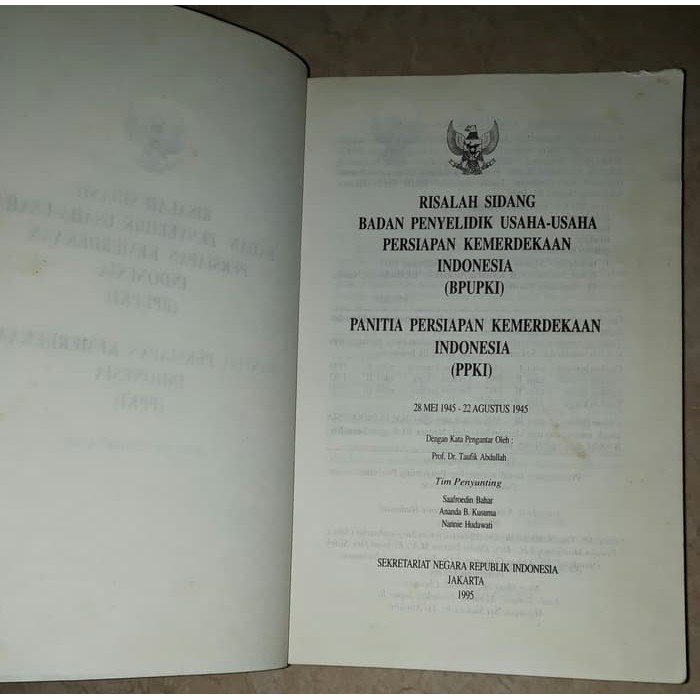 RISALAH SIDANG
BADAN PENYELIDIK USAHA-USAHA
PERSIAPAN KEMERDEKAAN
INDONESIA
(BPUPKI)
PANITIA PERSIAPAN KEMERDEKAAN
INDONESIA
(PPKI)
28 MEI 1945 - 22 AGUSTUS 1945
Dengan Kata Pengantar Oleh :
Prof. Dr. Taufik Abdullah
Tim Penyunting
Saafroedin Bahar
Ananda B. Kusuma
Nannie Hudawati
SEKRETARIAT NEGARA REPUBLIK INDONESIA
JAKARTA
1995